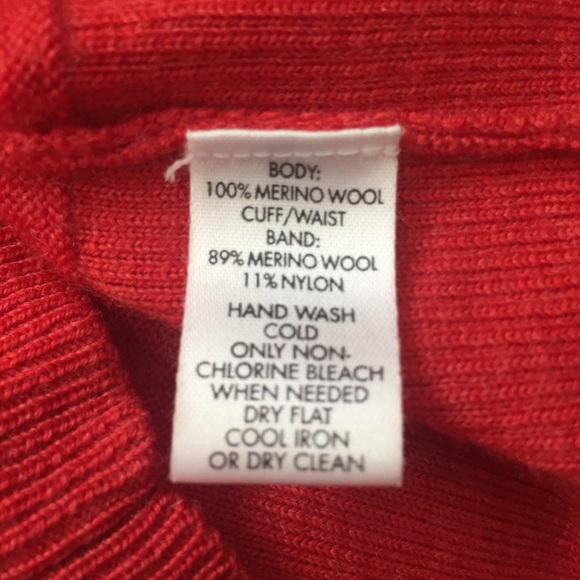 BODY:
100% MERINO WOOL
CUFF/WAIST
BAND:
89% MERINO WOOL
11% NYLON
HAND WASH
COLD
ONLY NON-
CHLORINE BLEACH
WHEN NEEDED
DRY FLAT
COOL IRON
OR DRY CLEAN